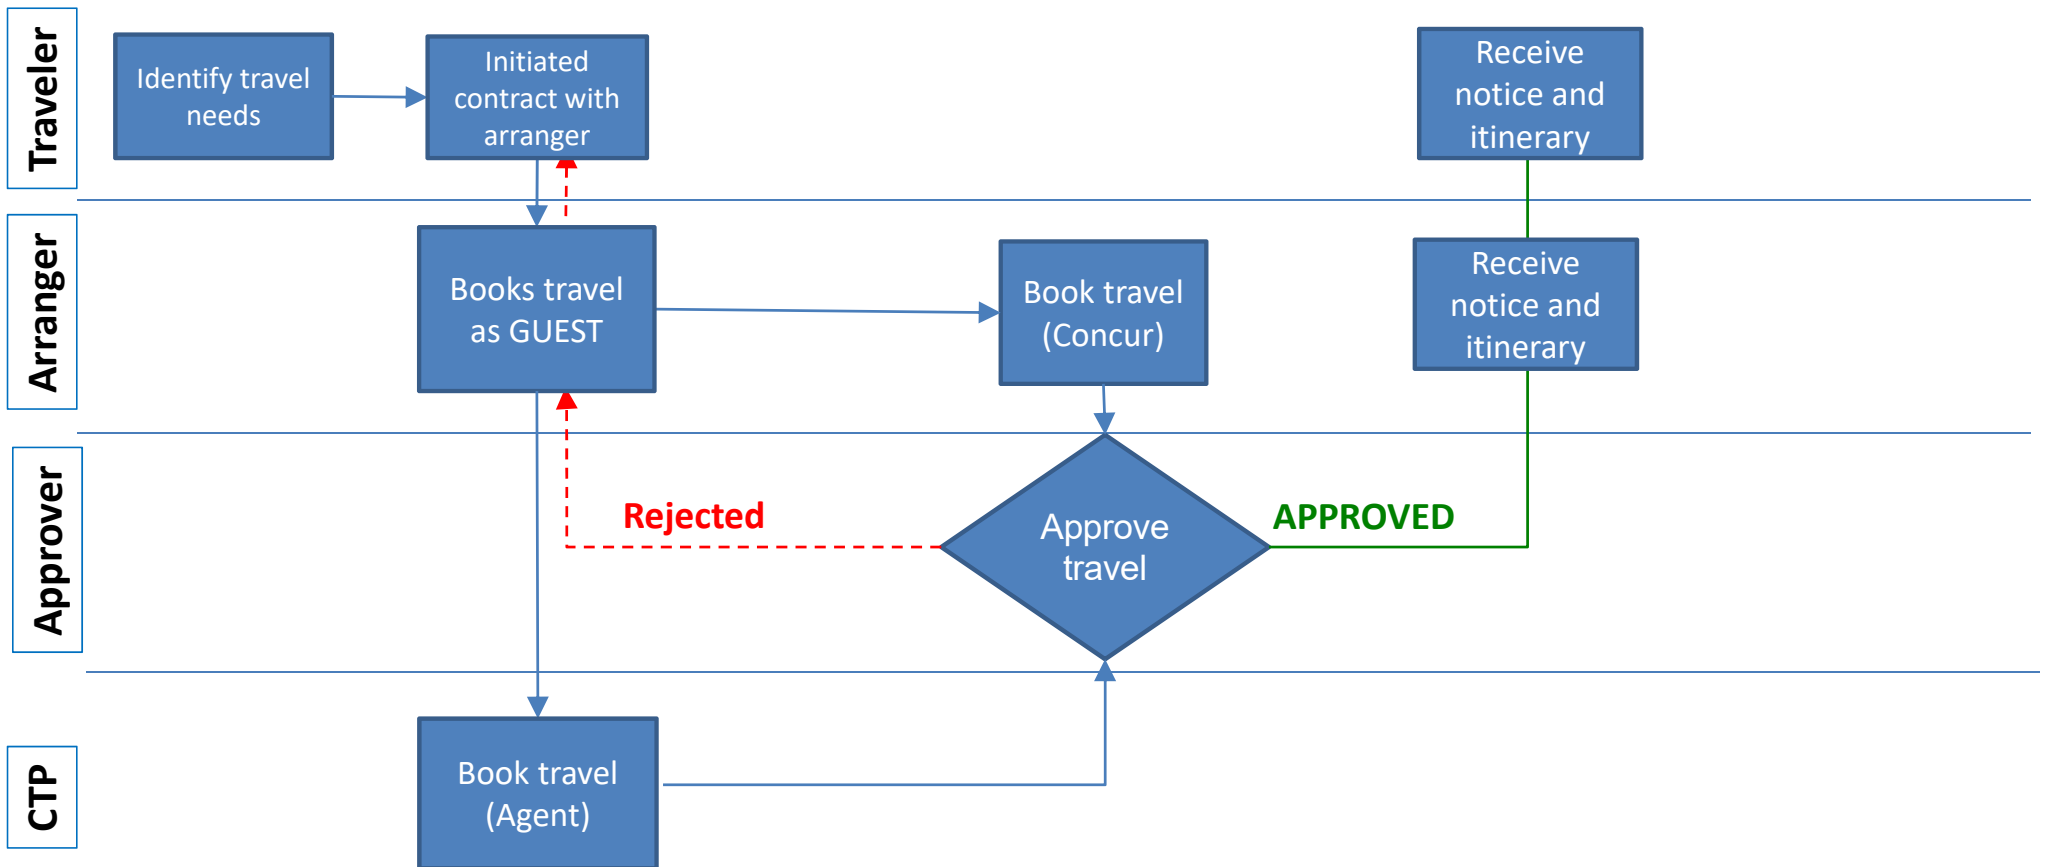 Traveler
Identify travel
needs
Initiated
contract with
arranger
Receive
notice and
itinerary
Arranger
Books travel
as GUEST
Book travel
(Concur)
Receive
notice and
itinerary
Approver
Rejected
Approve
travel
APPROVED
CTP
Book travel
(Agent)